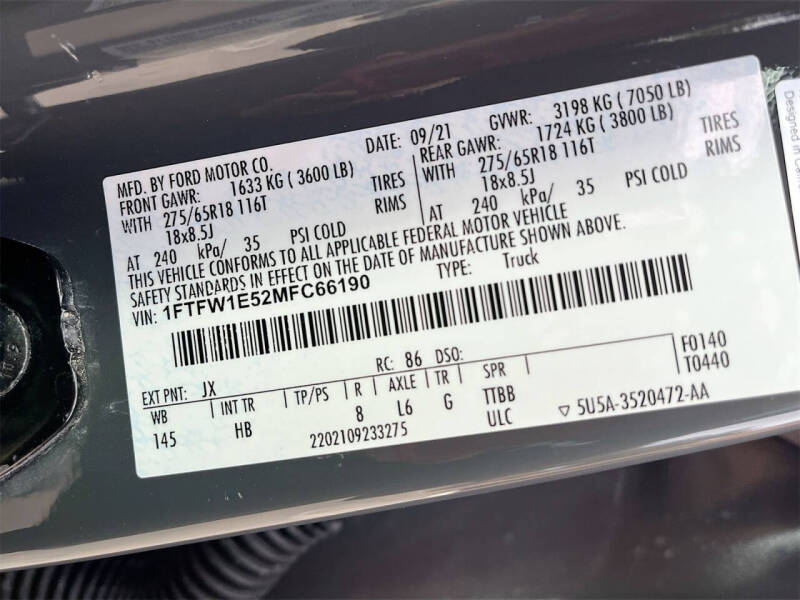 MFD. BY FORD MOTOR CO. DATE: 09/21 GVWR: 3198 KG ( 7050 LB)
FRONT GAWR: 1633 KG ( 3600 LB) REAR GAWR: 1724 KG ( 3800 LB)
WITH 275/65R18 116T TIRES WITH 275/65R18 116T TIRES
18x8.5J RIMS 18x8.5J RIMS
AT 240 kPa/ 35 PSI COLD AT 240 kPa/ 35 PSI COLD
THIS VEHICLE CONFORMS TO ALL APPLICABLE FEDERAL MOTOR VEHICLE
SAFETY STANDARDS IN EFFECT ON THE DATE OF MANUFACTURE SHOWN ABOVE.
VIN: 1FTFW1E52MFC66190 TYPE: Truck
F0140
T0440
EXT PNT: JX RC: 86 DSO:
WB INT TR TP/PS R AXLE TR SPR
145 HB 8 L6 G TTBB
ULC
2202109233275
▽ 5U5A-3520472-AA
Designed in